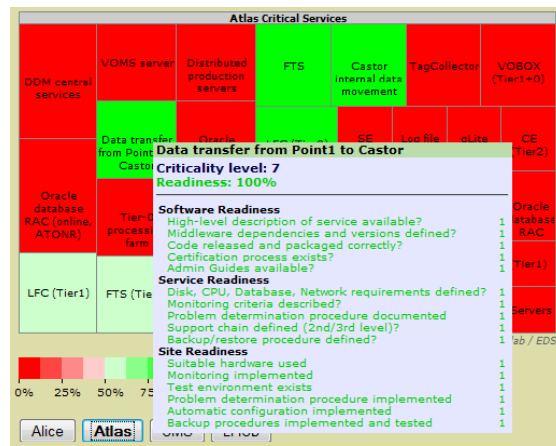 Atlas Critical Services
DDM central
services
VOMS server
Distributed
production
servers
FTS
Castor
internal data
movement
TagCollector
VOBOX
(Tier1+0)
Data transfer
from Point
Castor
Oracle
SE
Log file
gLite
CE
(Tier2)
Data transfer from Point1 to Castor
Criticality level: 7
Readiness: 100%
Software Readiness
High-level description of service available? 1
Middleware dependencies and versions defined? 1
Code released and packaged correctly? 1
Certification process exists? 1
Admin Guides available? 1
Service Readiness
Disk, CPU, Database, Network requirements defined? 1
Monitoring criteria described? 1
Problem determination procedure documented 1
Support chain defined (2nd/3rd level)? 1
Backup/restore procedure defined? 1
Site Readiness
Suitable hardware used 1
Monitoring implemented 1
Test environment exists 1
Problem determination procedure implemented 1
Automatic configuration implemented 1
Backup procedures implemented and tested 1
Oracle
database
RAC (online,
ATONR)
Tier-0
processi
farm
Oracle
database
RAC
LFC (Tier1)
FTS (Tie
Tier1)
Servers
lab / EDS
0% 25% 50% 75
Alice Atlas